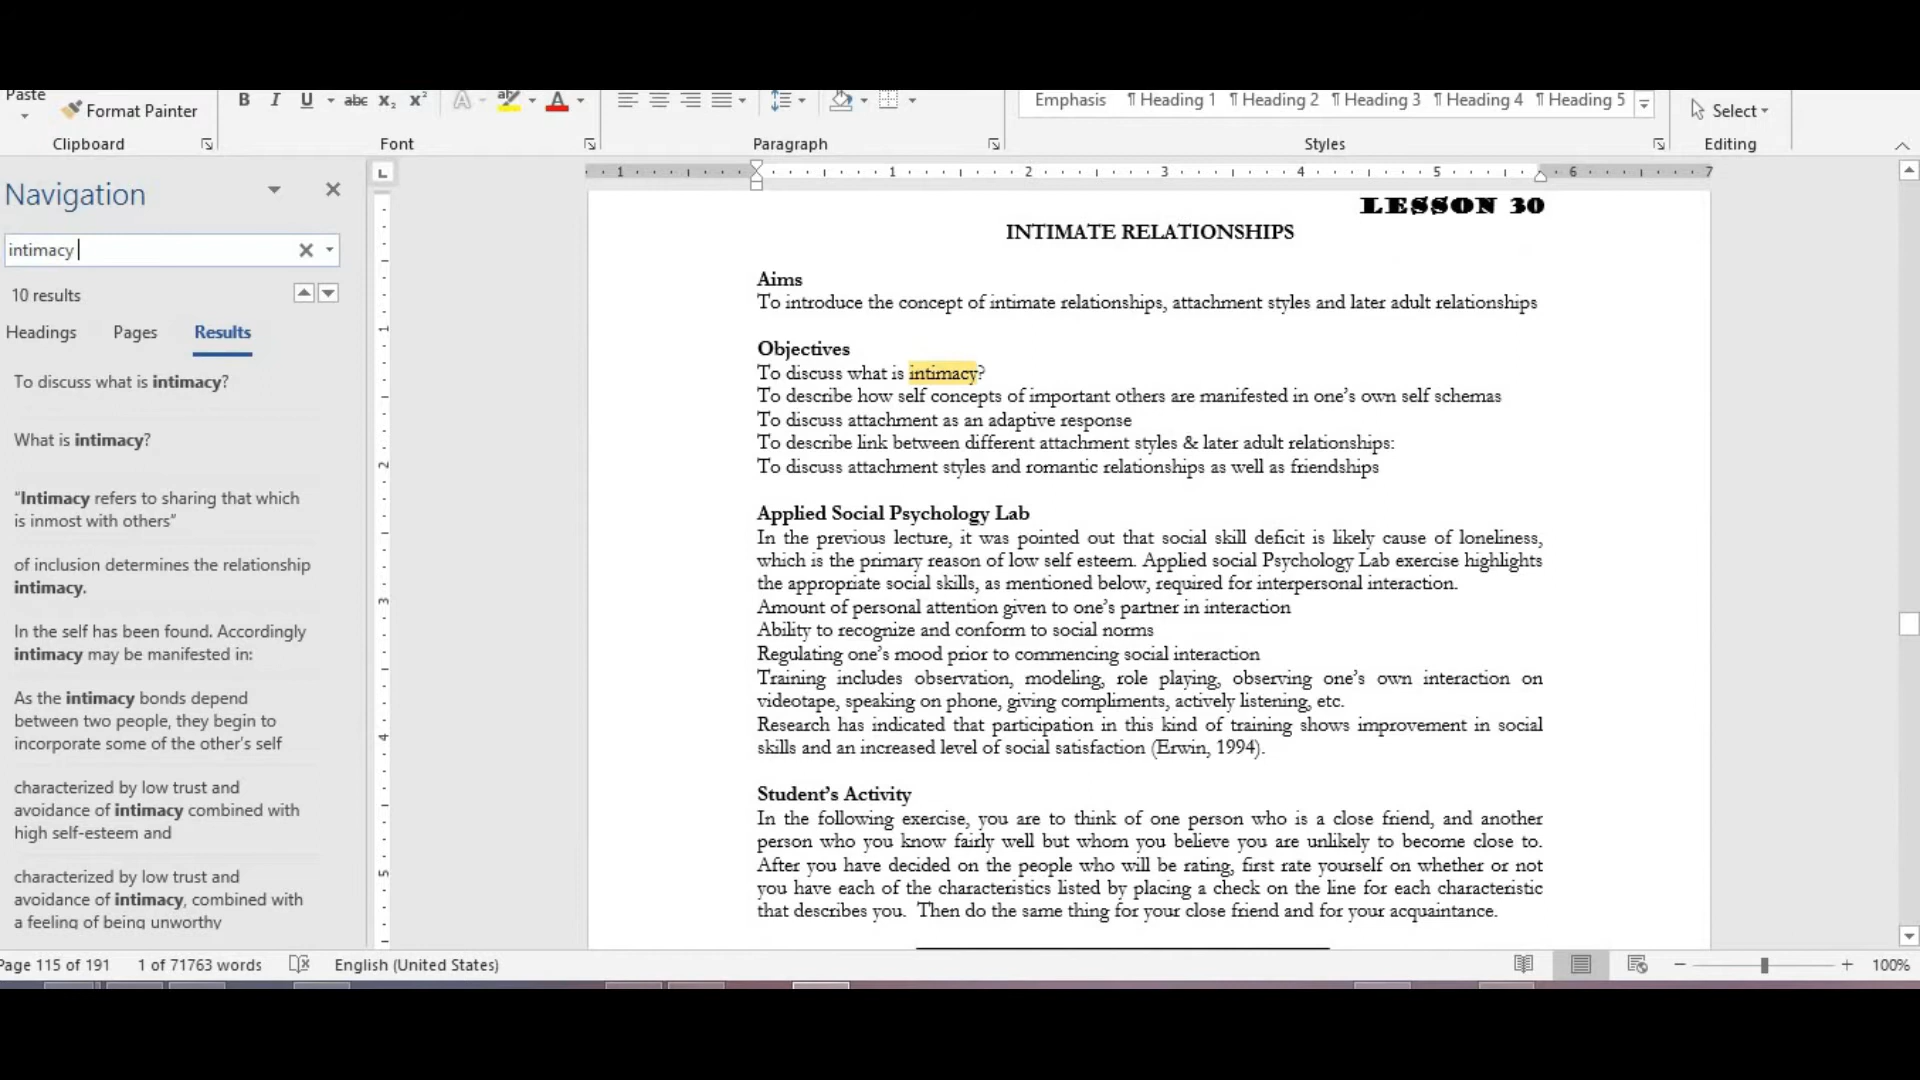 Paste
Format Painter
B I U abc X₂ X² A ab A
Emphasis ¶ Heading 1 ¶ Heading 2 ¶ Heading 3 ¶ Heading 4 ¶ Heading 5
Select
Clipboard Font Paragraph Styles Editing
L
1 1 2 3 4 5 6 7
Navigation
intimacy
10 results
Headings Pages Results
To discuss what is intimacy?
What is intimacy?
“Intimacy refers to sharing that which
is inmost with others”
of inclusion determines the relationship
intimacy.
In the self has been found. Accordingly
intimacy may be manifested in:
As the intimacy bonds depend
between two people, they begin to
incorporate some of the other’s self
characterized by low trust and
avoidance of intimacy combined with
high self-esteem and
characterized by low trust and
avoidance of intimacy, combined with
a feeling of being unworthy
1
2
3
4
5
LESSON 30
INTIMATE RELATIONSHIPS
Aims
To introduce the concept of intimate relationships, attachment styles and later adult relationships
Objectives
To discuss what is intimacy?
To describe how self concepts of important others are manifested in one’s own self schemas
To discuss attachment as an adaptive response
To describe link between different attachment styles & later adult relationships:
To discuss attachment styles and romantic relationships as well as friendships
Applied Social Psychology Lab
In the previous lecture, it was pointed out that social skill deficit is likely cause of loneliness,
which is the primary reason of low self esteem. Applied social Psychology Lab exercise highlights
the appropriate social skills, as mentioned below, required for interpersonal interaction.
Amount of personal attention given to one’s partner in interaction
Ability to recognize and conform to social norms
Regulating one’s mood prior to commencing social interaction
Training includes observation, modeling, role playing, observing one’s own interaction on
videotape, speaking on phone, giving compliments, actively listening, etc.
Research has indicated that participation in this kind of training shows improvement in social
skills and an increased level of social satisfaction (Erwin, 1994).
Student’s Activity
In the following exercise, you are to think of one person who is a close friend, and another
person who you know fairly well but whom you believe you are unlikely to become close to.
After you have decided on the people who will be rating, first rate yourself on whether or not
you have each of the characteristics listed by placing a check on the line for each characteristic
that describes you. Then do the same thing for your close friend and for your acquaintance.
Page 115 of 191 1 of 71763 words English (United States) 100%